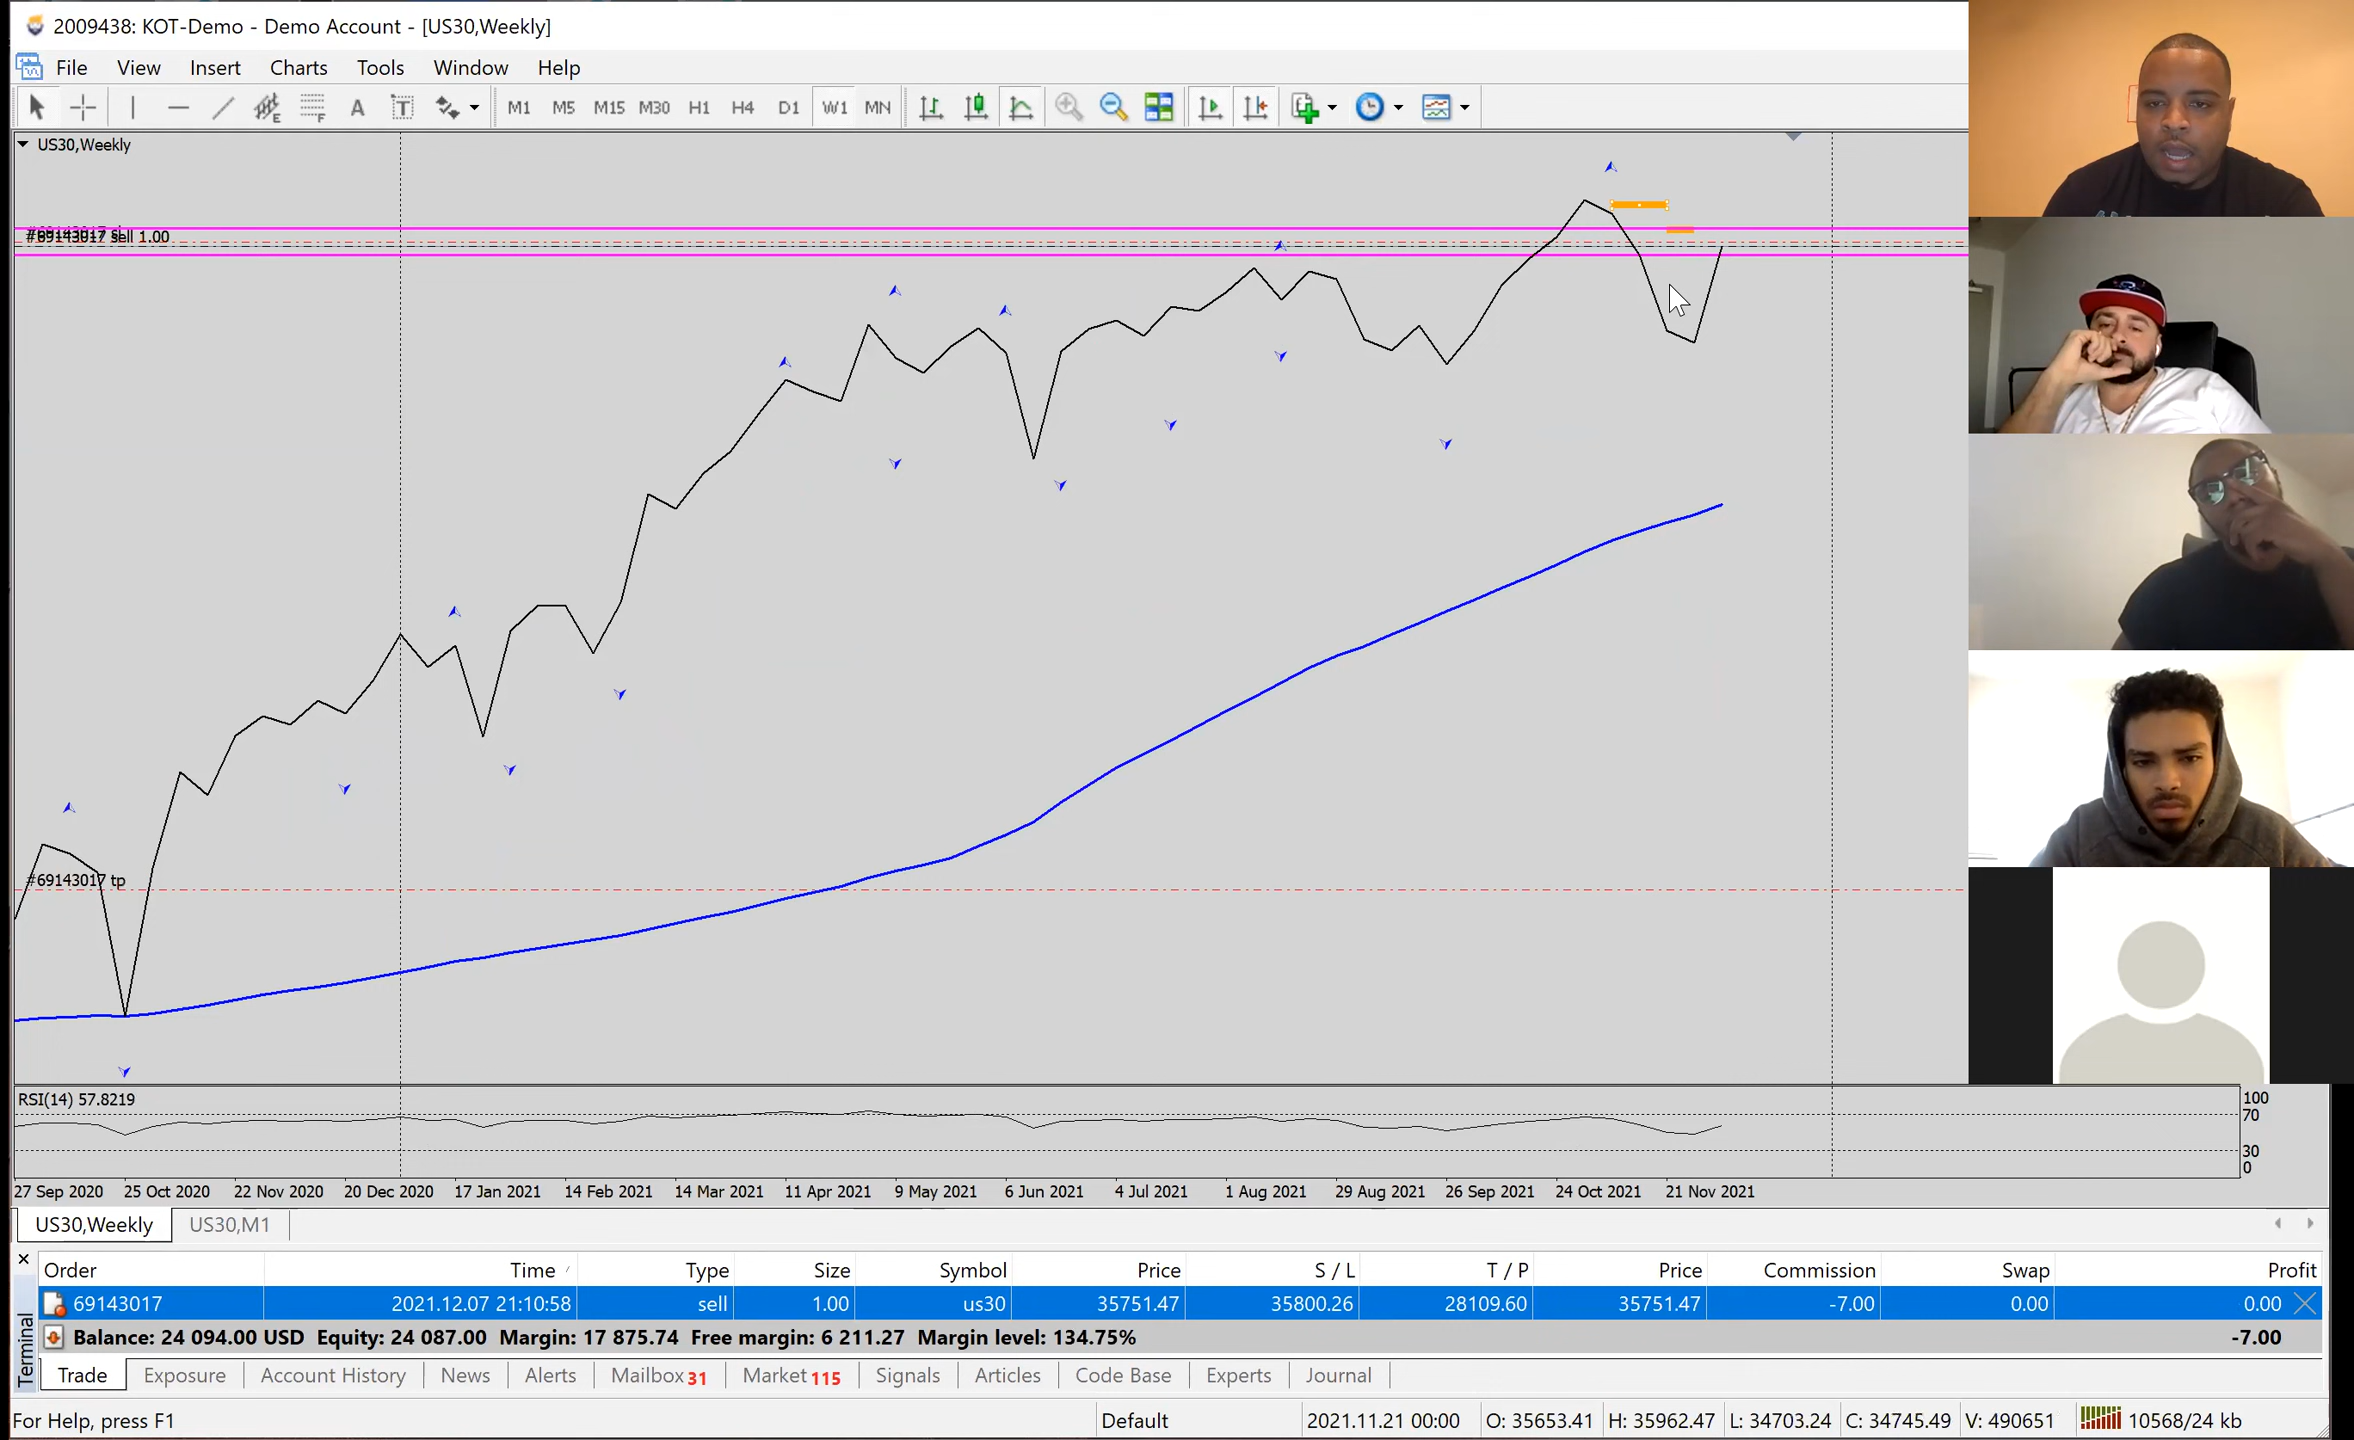 2009438: KOT-Demo - Demo Account - [US30,Weekly]
File View Insert Charts Tools Window Help
A T E F M1 M5 M15 M30 H1 H4 D1 W1 MN
US30,Weekly
#69143017 sl
#69143017 sell 1.00
#69143017 tp
RSI(14) 57.8219
100
70
30
0
27 Sep 2020 25 Oct 2020 22 Nov 2020 20 Dec 2020 17 Jan 2021 14 Feb 2021 14 Mar 2021 11 Apr 2021 9 May 2021 6 Jun 2021 4 Jul 2021 1 Aug 2021 29 Aug 2021 26 Sep 2021 24 Oct 2021 21 Nov 2021
US30,Weekly US30,M1
Order Time Type Size Symbol Price S / L T / P Price Commission Swap Profit
69143017 2021.12.07 21:10:58 sell 1.00 us30 35751.47 35800.26 28109.60 35751.47 -7.00 0.00 0.00
Balance: 24 094.00 USD Equity: 24 087.00 Margin: 17 875.74 Free margin: 6 211.27 Margin level: 134.75% -7.00
Terminal
Trade Exposure Account History News Alerts Mailbox 31 Market 115 Signals Articles Code Base Experts Journal
For Help, press F1 Default 2021.11.21 00:00 O: 35653.41 H: 35962.47 L: 34703.24 C: 34745.49 V: 490651 10568/24 kb